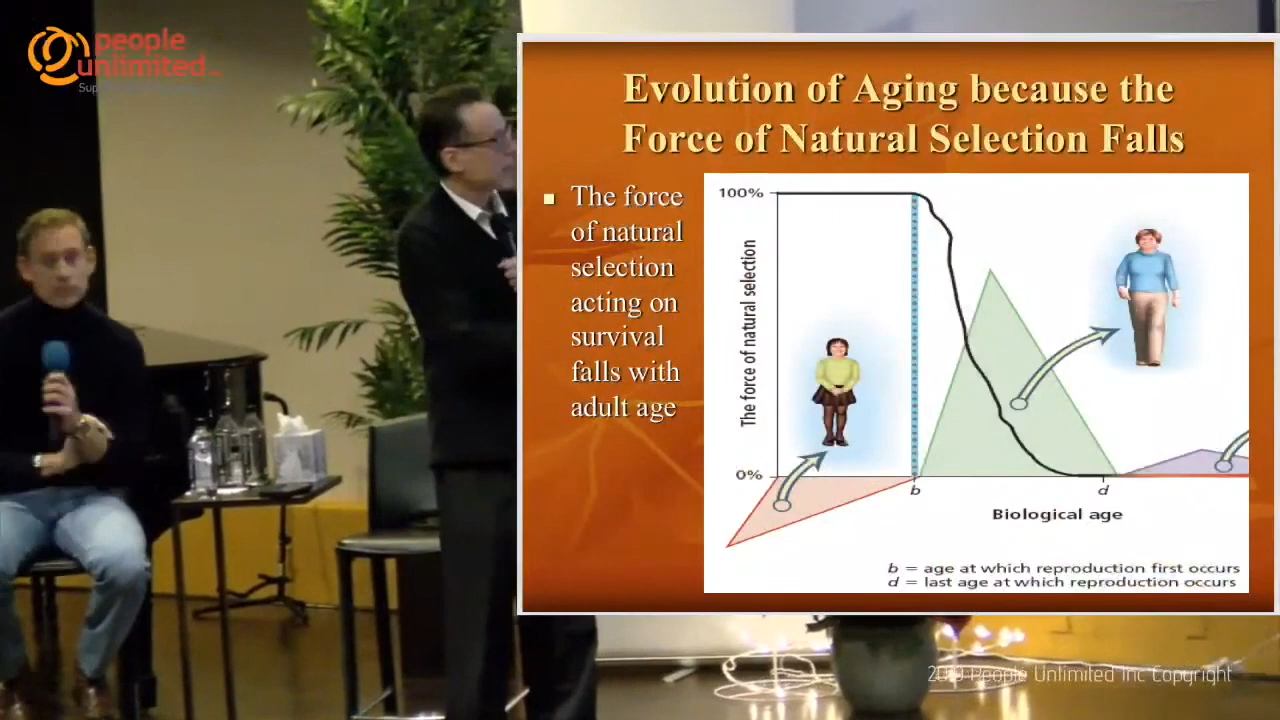 people
unlimited
Evolution of Aging because the
Force of Natural Selection Falls
The force
of natural
selection
acting on
survival
falls with
adult age
100%
The force of natural selection
0%
b
d
Biological age
b = age at which reproduction first occurs
d = last age at which reproduction occurs
People Unlimited Inc Copyright